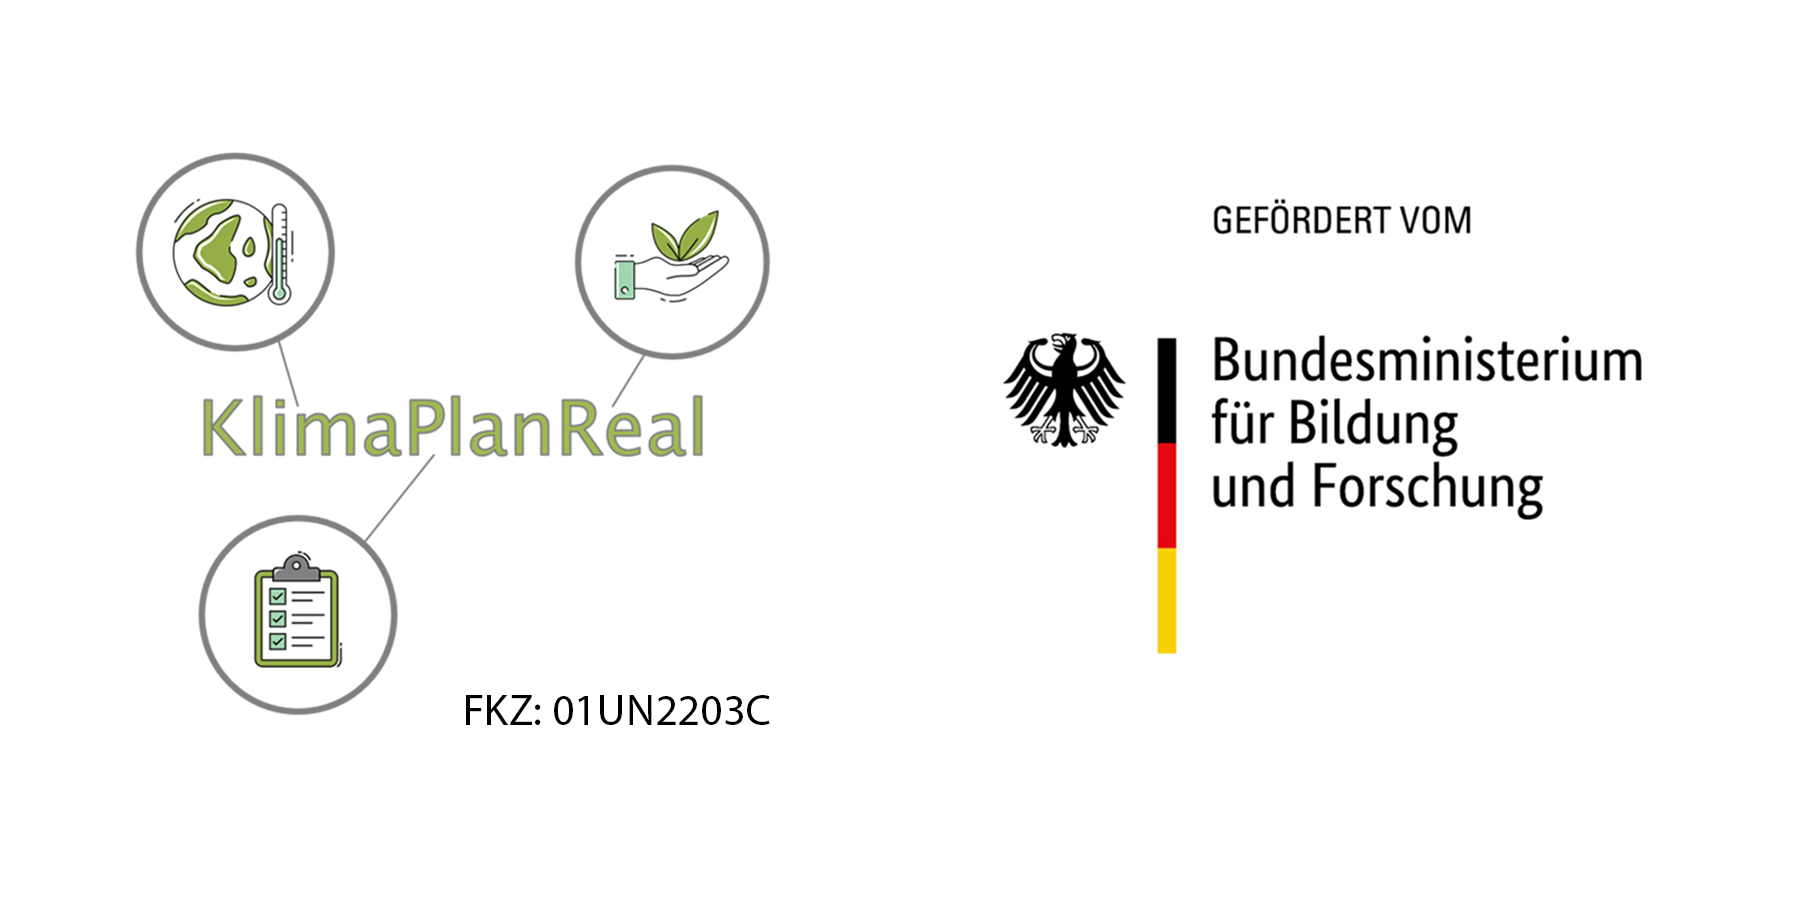 KlimaPlanReal
FKZ: 01UN2203C
GEFÖRDERT VOM
Bundesministerium
für Bildung
und Forschung